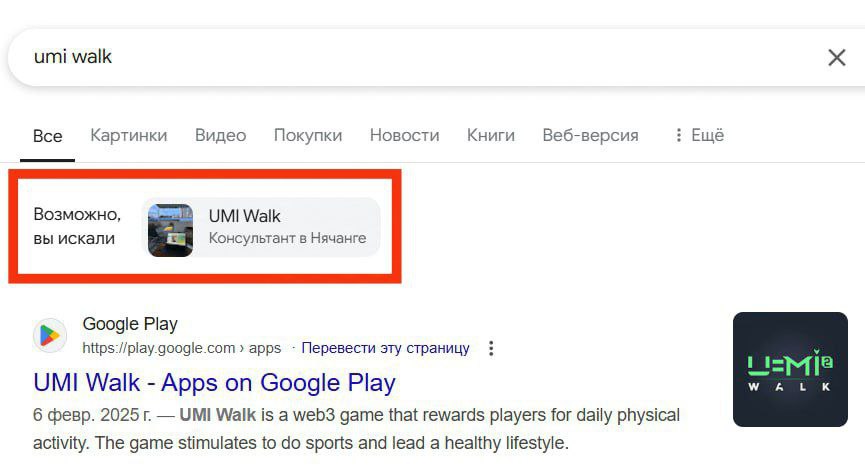 umi walk
Все Картинки Видео Покупки Новости Книги Веб-версия Ещё
Возможно,
вы искали
UMI Walk
Консультант в Нячанге
Google Play
https://play.google.com › apps · Перевести эту страницу
UMI Walk - Apps on Google Play
6 февр. 2025 г. — UMI Walk is a web3 game that rewards players for daily physical
activity. The game stimulates to do sports and lead a healthy lifestyle.
UMI2
WALK